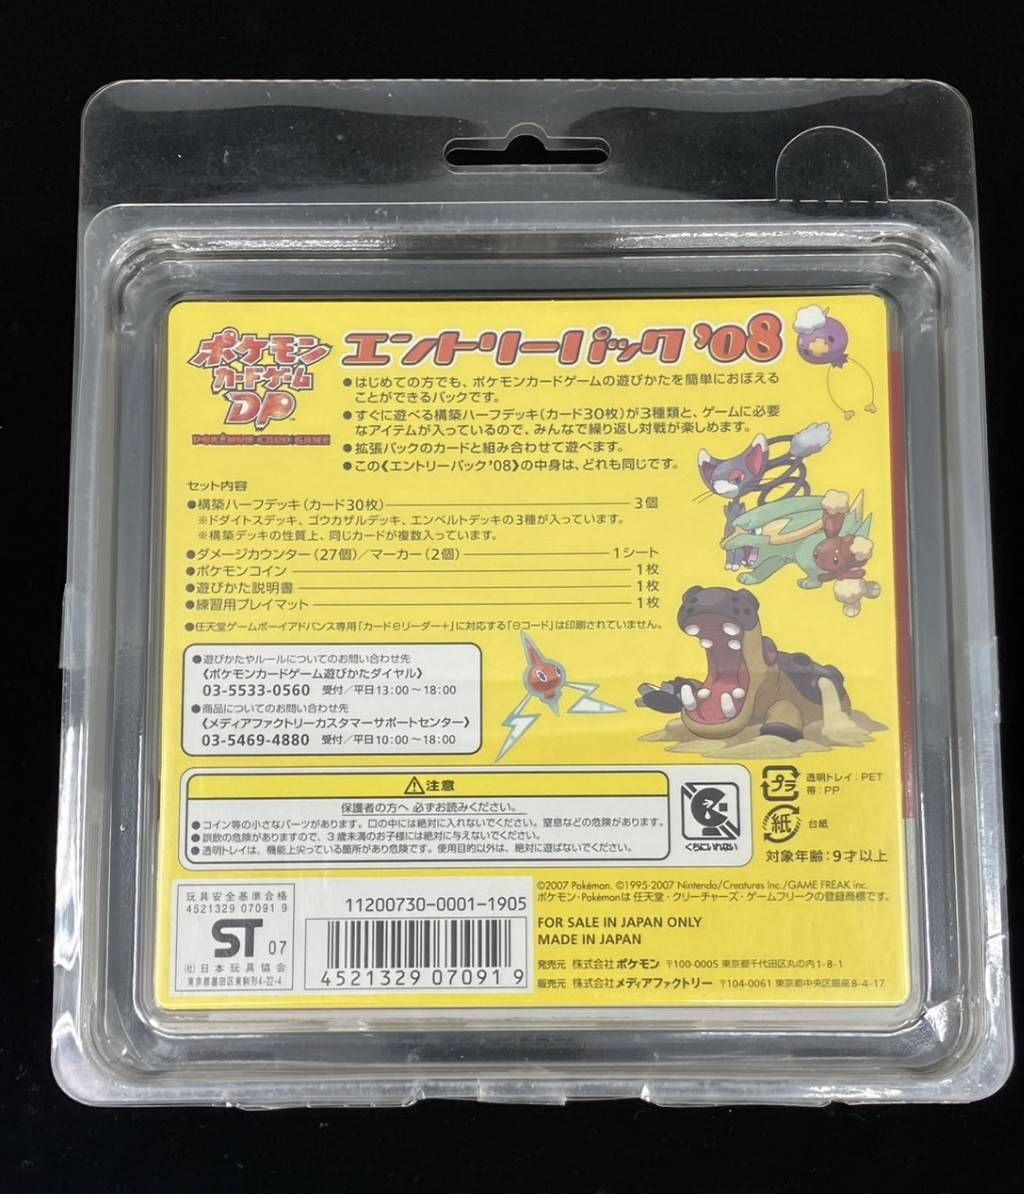 ポケモン
カードゲーム
DP
POKÉMON CARD GAME
エントリーパック '08
●はじめての方でも、ポケモンカードゲームの遊びかたを簡単におぼえる
ことができるパックです。
●すぐに遊べる構築ハーフデッキ(カード30枚)が3種類と、ゲームに必要
なアイテムが入っているので、みんなで繰り返し対戦が楽しめます。
●拡張パックのカードと組み合わせて遊べます。
●この《エントリーパック'08》の中身は、どれも同じです。
セット内容
●構築ハーフデッキ(カード30枚) 3個
※ドダイトスデッキ、ゴウカザルデッキ、エンペルトデッキの3種が入っています。
※構築デッキの性質上、同じカードが複数入っています。
●ダメージカウンター(27個)/マーカー(2個) 1シート
●ポケモンコイン 1枚
●遊びかた説明書 1枚
●練習用プレイマット 1枚
●任天堂ゲームボーイアドバンス専用「カードeリーダー+」に対応する「eコード」は印刷されていません。
●遊びかたやルールについてのお問い合わせ先
《ポケモンカードゲーム遊びかたダイヤル》
03-5533-0560 受付/平日13:00〜18:00
●商品についてのお問い合わせ先
《メディアファクトリーカスタマーサポートセンター》
03-5469-4880 受付/平日10:00〜18:00
⚠注意
保護者の方へ 必ずお読みください。
●コイン等の小さなパーツがあります。口の中には絶対に入れないでください。窒息などの危険があります。
●誤飲の危険がありますので、3歳未満のお子様には絶対に与えないでください。
●透明トレイは、機能上尖っている箇所があり危険です。使用目的以外は、絶対に遊ばないでください。
くちにいれない
プラ
透明トレイ:PET
帯:PP
紙
台紙
対象年齢:9才以上
玩具安全基準合格
4521329 07091 9
ST 07
(社)日本玩具協会
東京都墨田区東駒形4-22-4
11200730-0001-1905
4 521329 070919
©2007 Pokémon. ©1995-2007 Nintendo/Creatures Inc./GAME FREAK inc.
ポケモン・Pokémonは 任天堂・クリーチャーズ・ゲームフリークの登録商標です。
FOR SALE IN JAPAN ONLY
MADE IN JAPAN
発売元 株式会社 ポケモン 〒100-0005 東京都千代田区丸の内1-8-1
販売元 株式会社 メディアファクトリー 〒104-0061 東京都中央区銀座8-4-17